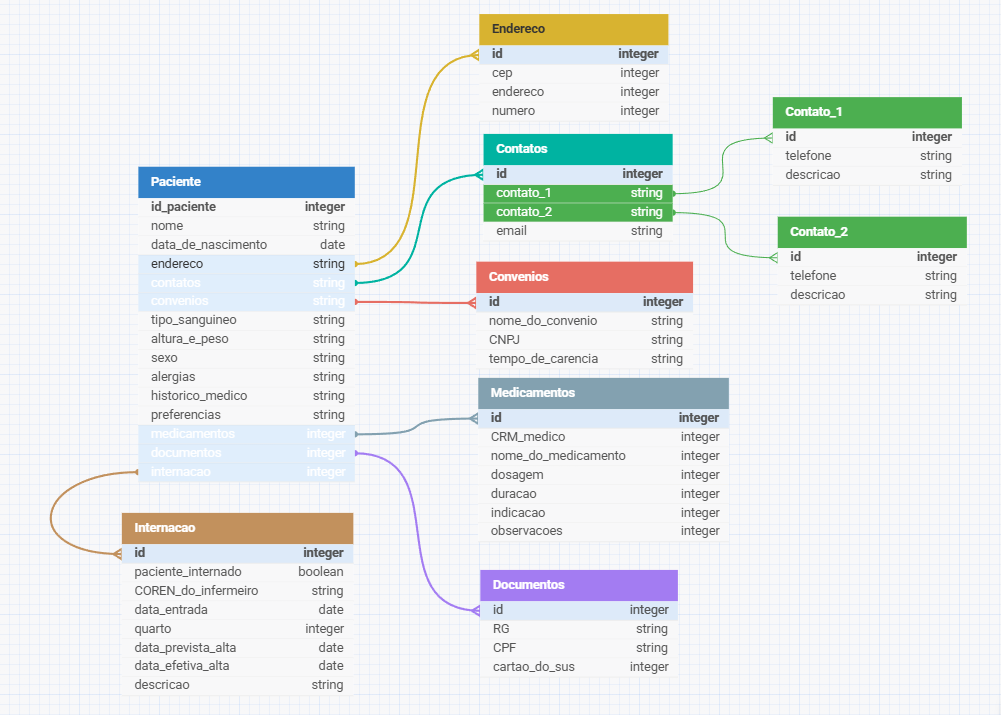 Paciente
id_paciente integer
nome string
data_de_nascimento date
endereco string
contatos string
convenios string
tipo_sanguineo string
altura_e_peso string
sexo string
alergias string
historico_medico string
preferencias string
medicamentos integer
documentos integer
internacao integer
Internacao
id integer
paciente_internado boolean
COREN_do_infermeiro string
data_entrada date
quarto integer
data_prevista_alta date
data_efetiva_alta date
descricao string
Endereco
id integer
cep integer
endereco integer
numero integer
Contatos
id integer
contato_1 string
contato_2 string
email string
Convenios
id integer
nome_do_convenio string
CNPJ string
tempo_de_carencia string
Medicamentos
id integer
CRM_medico integer
nome_do_medicamento integer
dosagem integer
duracao integer
indicacao integer
observacoes integer
Documentos
id integer
RG string
CPF string
cartao_do_sus integer
Contato_1
id integer
telefone string
descricao string
Contato_2
id integer
telefone string
descricao string